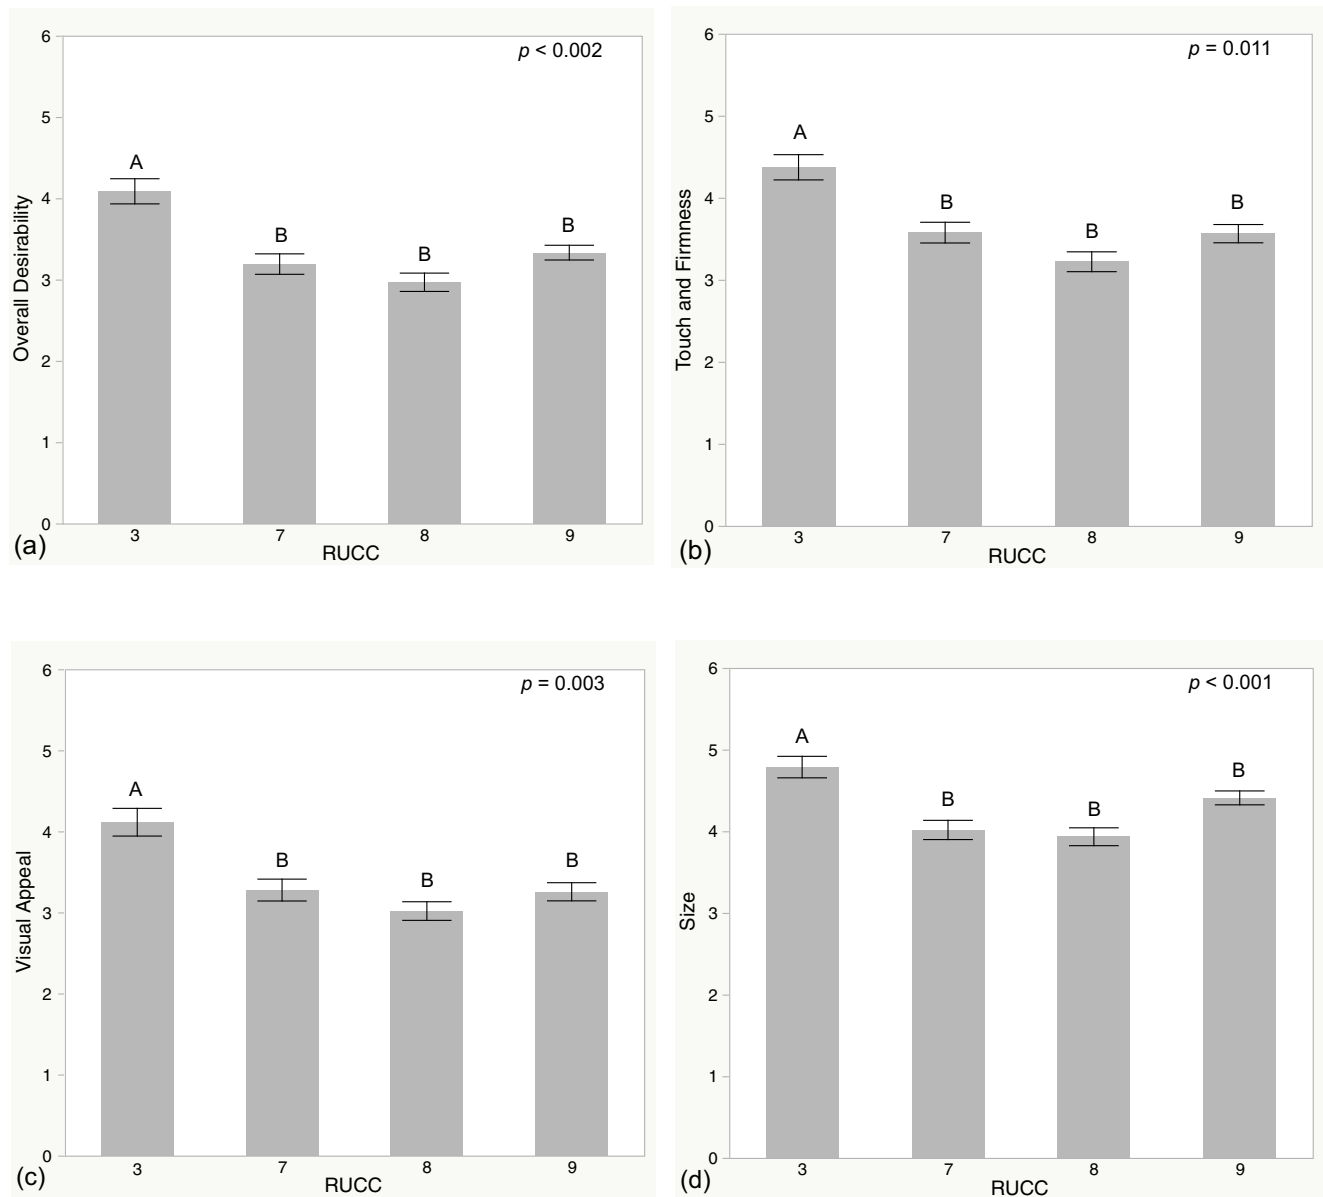 p < 0.002
6
5
4
3
2
1
0
Overall Desirability
A
B
B
B
3 7 8 9
RUCC
(a)
p = 0.011
6
5
4
3
2
1
0
Touch and Firmness
A
B
B
B
3 7 8 9
RUCC
(b)
p = 0.003
6
5
4
3
2
1
0
Visual Appeal
A
B
B
B
3 7 8 9
RUCC
(c)
p < 0.001
6
5
4
3
2
1
0
Size
A
B
B
B
3 7 8 9
RUCC
(d)